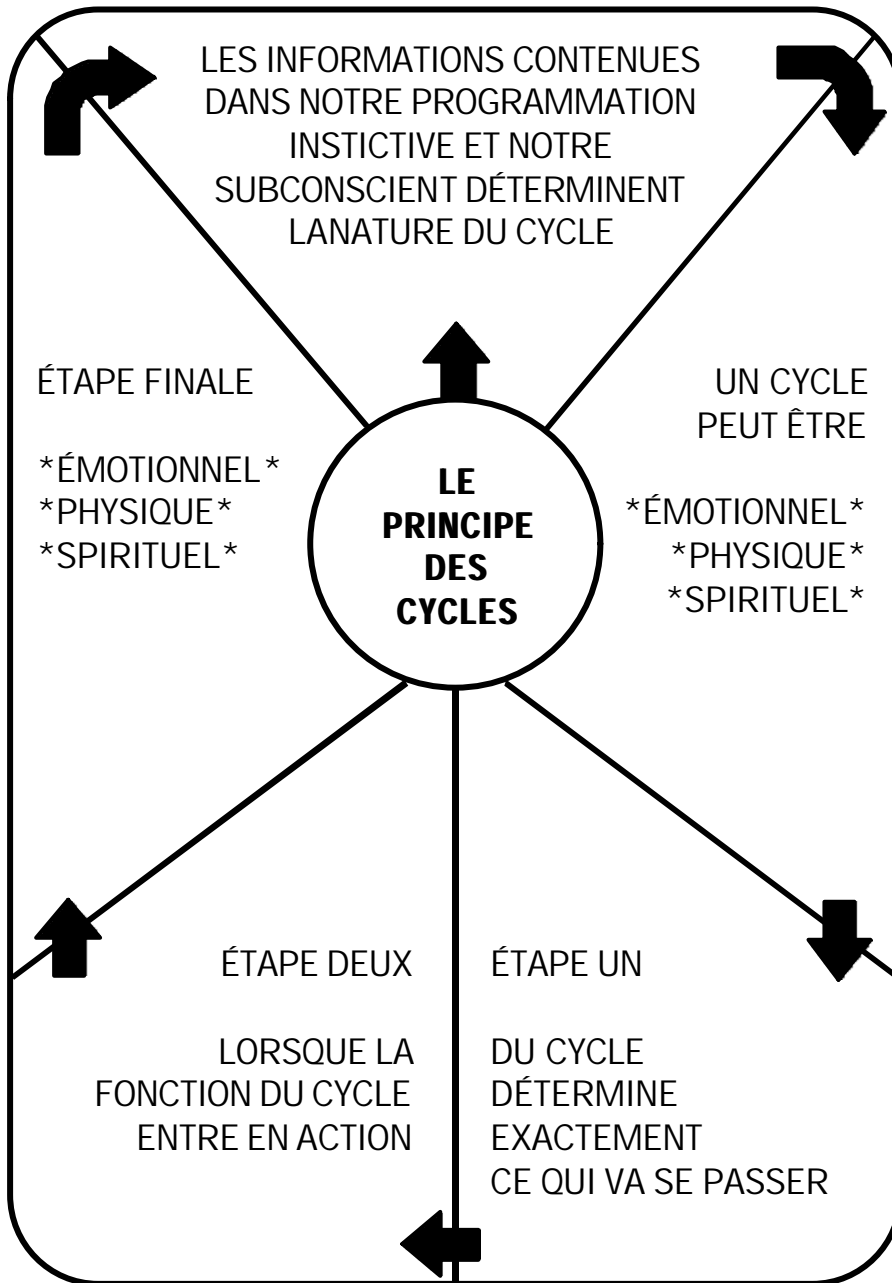 LES INFORMATIONS CONTENUES
DANS NOTRE PROGRAMMATION
INSTICTIVE ET NOTRE
SUBCONSCIENT DÉTERMINENT
LANATURE DU CYCLE
UN CYCLE
PEUT ÊTRE
*ÉMOTIONNEL*
*PHYSIQUE*
*SPIRITUEL*
ÉTAPE UN
DU CYCLE
DÉTERMINE
EXACTEMENT
CE QUI VA SE PASSER
ÉTAPE DEUX
LORSQUE LA
FONCTION DU CYCLE
ENTRE EN ACTION
ÉTAPE FINALE
*ÉMOTIONNEL*
*PHYSIQUE*
*SPIRITUEL*
LE
PRINCIPE
DES
CYCLES